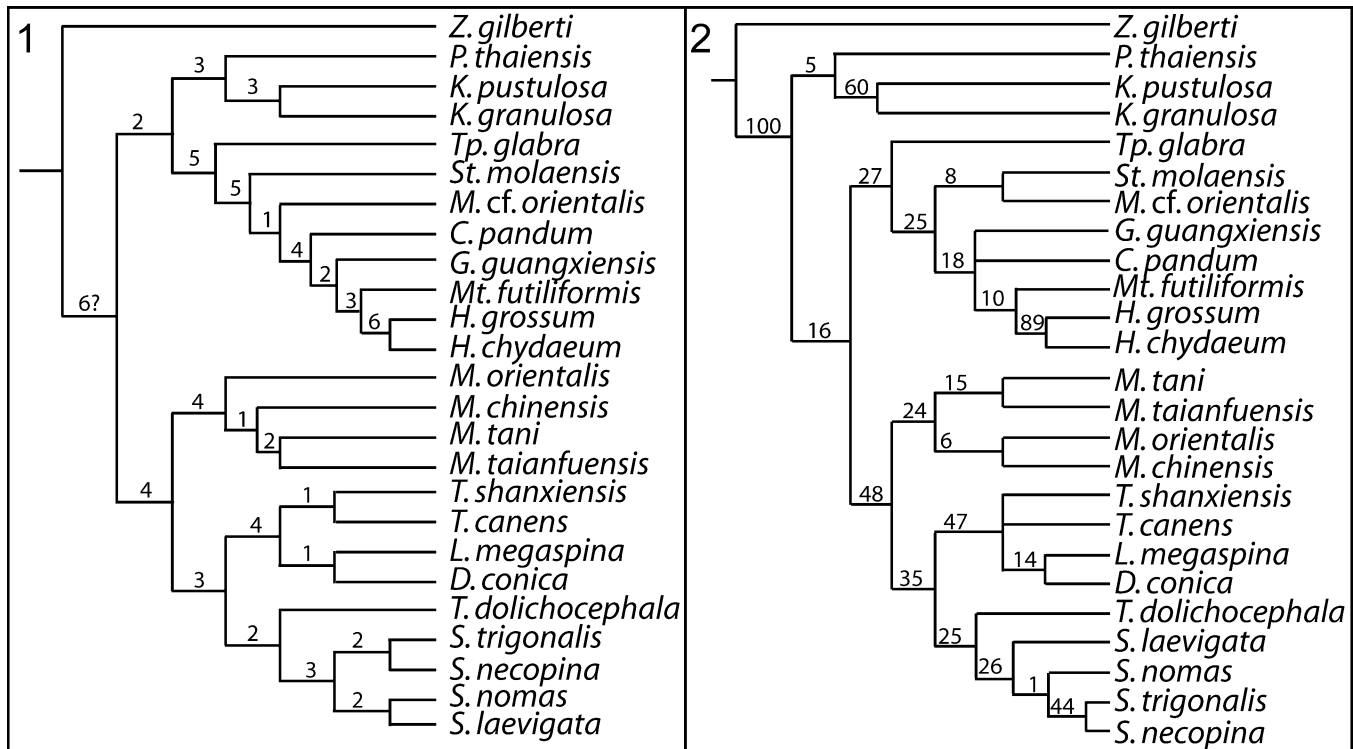 1
Z. gilberti
P. thaiensis
3
K. pustulosa
3
K. granulosa
2
Tp. glabra
5
St. molaensis
5
M. cf. orientalis
1
C. pandum
4
G. guangxiensis
2
Mt. futiliformis
3
H. grossum
6
H. chydaeum
6?
M. orientalis
4
M. chinensis
1
M. tani
2
M. taianfuensis
4
T. shanxiensis
1
T. canens
4
L. megaspina
1
D. conica
3
T. dolichocephala
2
S. trigonalis
2
S. necopina
3
S. nomas
2
S. laevigata
2
Z. gilberti
P. thaiensis
5
K. pustulosa
60
K. granulosa
100
Tp. glabra
27
St. molaensis
8
M. cf. orientalis
25
G. guangxiensis
18
C. pandum
Mt. futiliformis
10
H. grossum
89
H. chydaeum
16
M. tani
15
M. taianfuensis
24
M. orientalis
6
M. chinensis
48
T. shanxiensis
47
T. canens
L. megaspina
14
D. conica
35
T. dolichocephala
25
S. laevigata
26
S. nomas
1
S. trigonalis
44
S. necopina